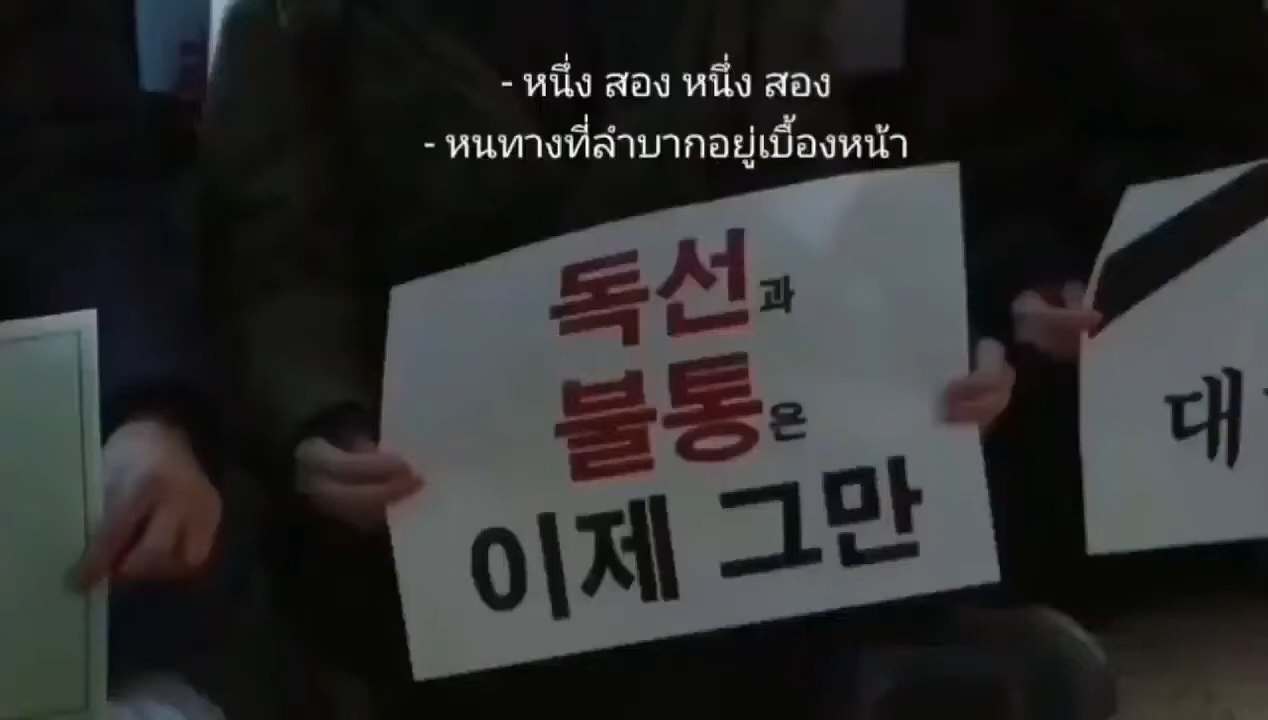 - หนึ่ง สอง หนึ่ง สอง
- หนทางที่ลำบากอยู่เบื้องหน้า
독선과
불통은
이제 그만
대